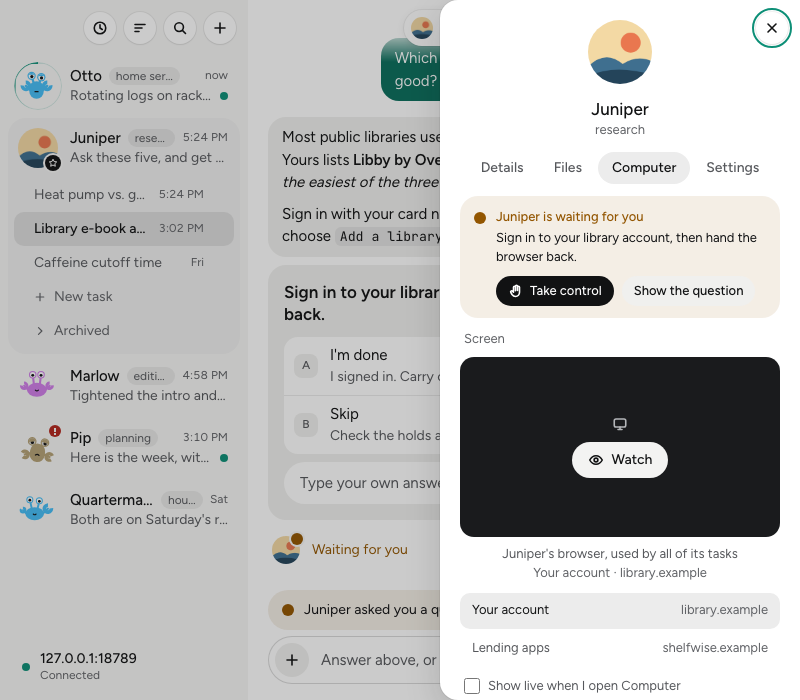 Otto
home ser...
now
Rotating logs on rack...
Juniper
rese...
5:24 PM
Ask these five, and get ...
Heat pump vs. g...
5:24 PM
Library e-book a...
3:02 PM
Caffeine cutoff time
Fri
New task
Archived
Marlow
editi...
4:58 PM
Tightened the intro and...
Pip
planning
3:10 PM
Here is the week, wit...
Quarterma...
hou...
Sat
Both are on Saturday's r...
127.0.0.1:18789
Connected
Which
good?
Most public libraries use
Yours lists Libby by Ove
the easiest of the three
Sign in with your card n
choose Add a library
Sign in to your librar
back.
A
I'm done
I signed in. Carry
B
Skip
Check the holds a
Type your own answe
Waiting for you
Juniper asked you a q
Answer above, or
Juniper
research
Details
Files
Computer
Settings
Juniper is waiting for you
Sign in to your library account, then hand the
browser back.
Take control
Show the question
Screen
Watch
Juniper's browser, used by all of its tasks
Your account · library.example
Your account
library.example
Lending apps
shelfwise.example
Show live when I open Computer